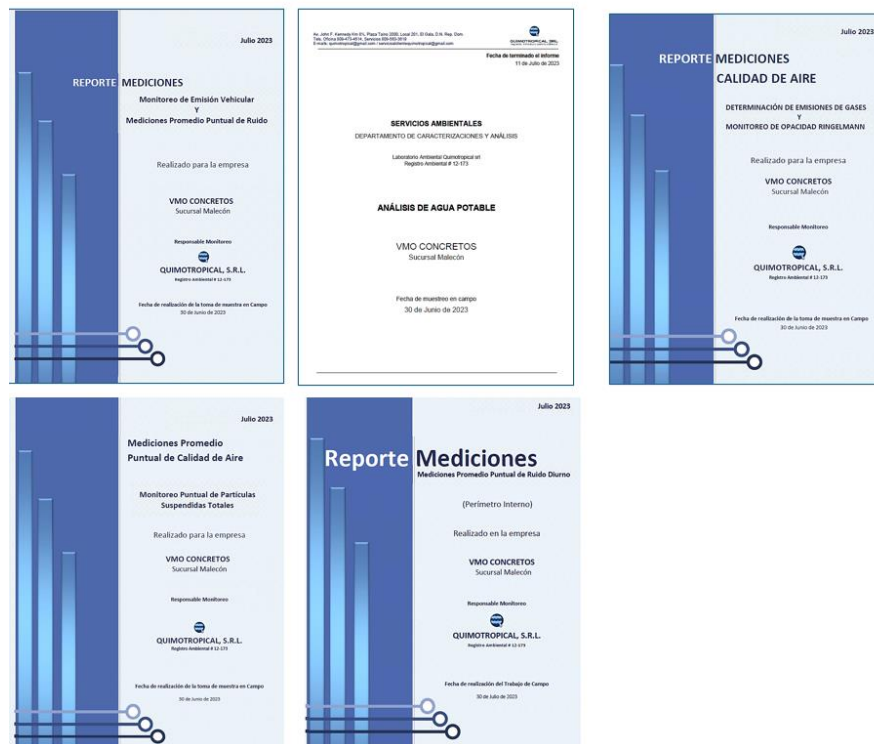 Julio 2023
REPORTE MEDICIONES
Monitoreo de Emisión Vehicular
Y
Mediciones Promedio Puntual de Ruido
Realizado para la empresa
VMO CONCRETOS
Sucursal Malecón
Responsable Monitoreo
QUIMOTROPICAL, S.R.L.
Registro Ambiental # 12-173
Fecha de realización de la toma de muestra en Campo
30 de Junio de 2023
QUIMOTROPICAL, SRL
Fecha de terminado el informe
11 de Julio de 2023
SERVICIOS AMBIENTALES
DEPARTAMENTO DE CARACTERIZACIONES Y ANÁLISIS
Laboratorio Ambiental Quimotropical srl
Registro Ambiental # 12-173
ANÁLISIS DE AGUA POTABLE
VMO CONCRETOS
Sucursal Malecón
Fecha de muestreo en campo
30 de Junio de 2023
Julio 2023
REPORTE MEDICIONES
CALIDAD DE AIRE
DETERMINACIÓN DE EMISIONES DE GASES
Y
MONITOREO DE OPACIDAD RINGELMANN
Realizado para la empresa
VMO CONCRETOS
Sucursal Malecón
Responsable Monitoreo
QUIMOTROPICAL, S.R.L.
Registro Ambiental # 12-173
Fecha de realización de la toma de muestra en Campo
30 de Junio de 2023
Julio 2023
Mediciones Promedio
Puntual de Calidad de Aire
Monitoreo Puntual de Partículas
Suspendidas Totales
Realizado para la empresa
VMO CONCRETOS
Sucursal Malecón
Responsable Monitoreo
QUIMOTROPICAL, S.R.L.
Registro Ambiental # 12-173
Fecha de realización de la toma de muestra en Campo
30 de Junio de 2023
Julio 2023
Reporte Mediciones
Mediciones Promedio Puntual de Ruido Diurno
(Perímetro Interno)
Realizado en la empresa
VMO CONCRETOS
Sucursal Malecón
Responsable Monitoreo
QUIMOTROPICAL, S.R.L.
Registro Ambiental # 12-173
Fecha de realización del Trabajo de Campo
30 de Julio de 2023